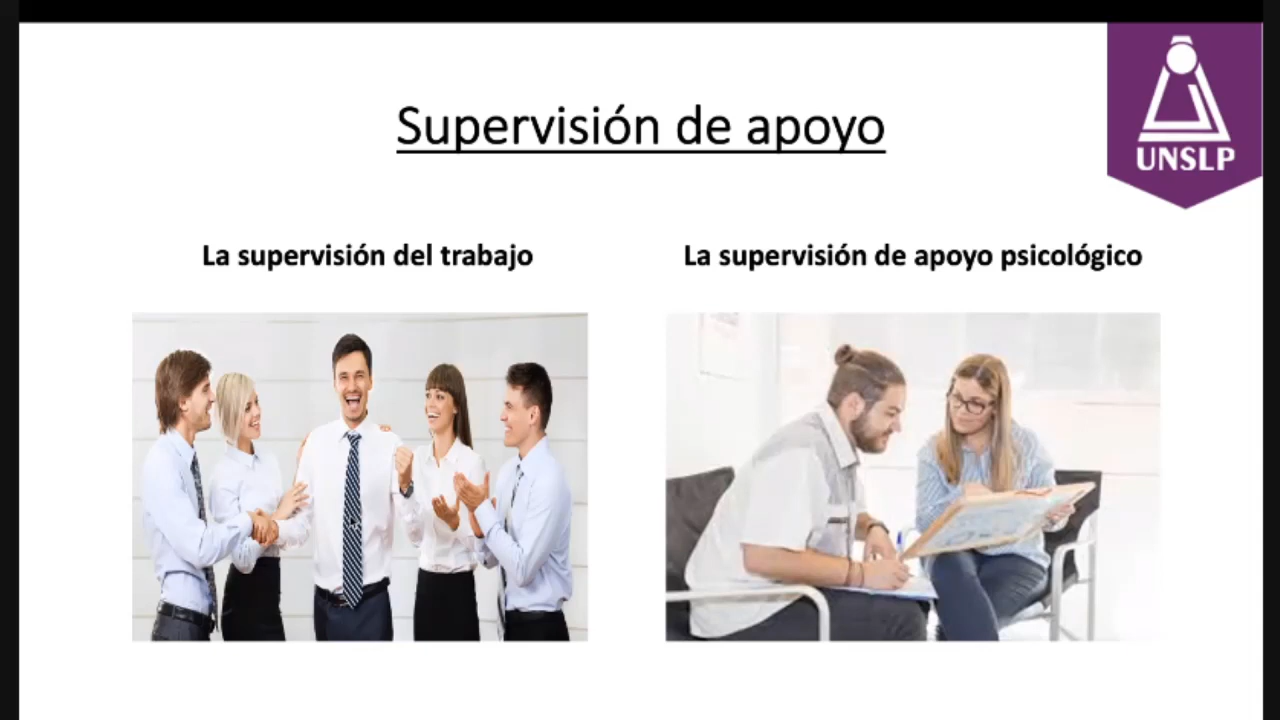 Supervisión de apoyo
UNSLP
La supervisión del trabajo
La supervisión de apoyo psicológico